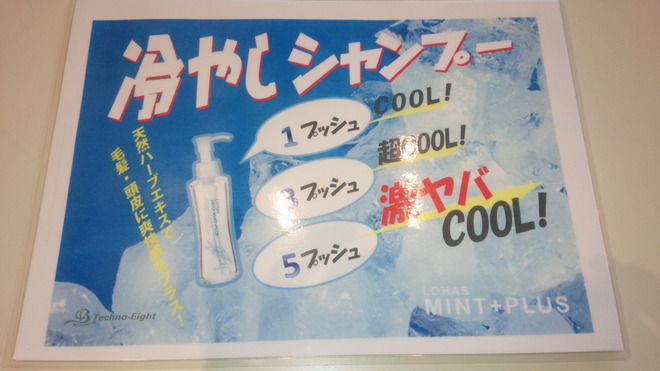 冷やしシャンプー
天然ハーブエキスで
毛髪・頭皮に爽快感をプラス!
1プッシュ
COOL!
3プッシュ
超COOL!
5プッシュ
激ヤバ
COOL!
LOHAS
MINT+PLUS
Techno-Eight